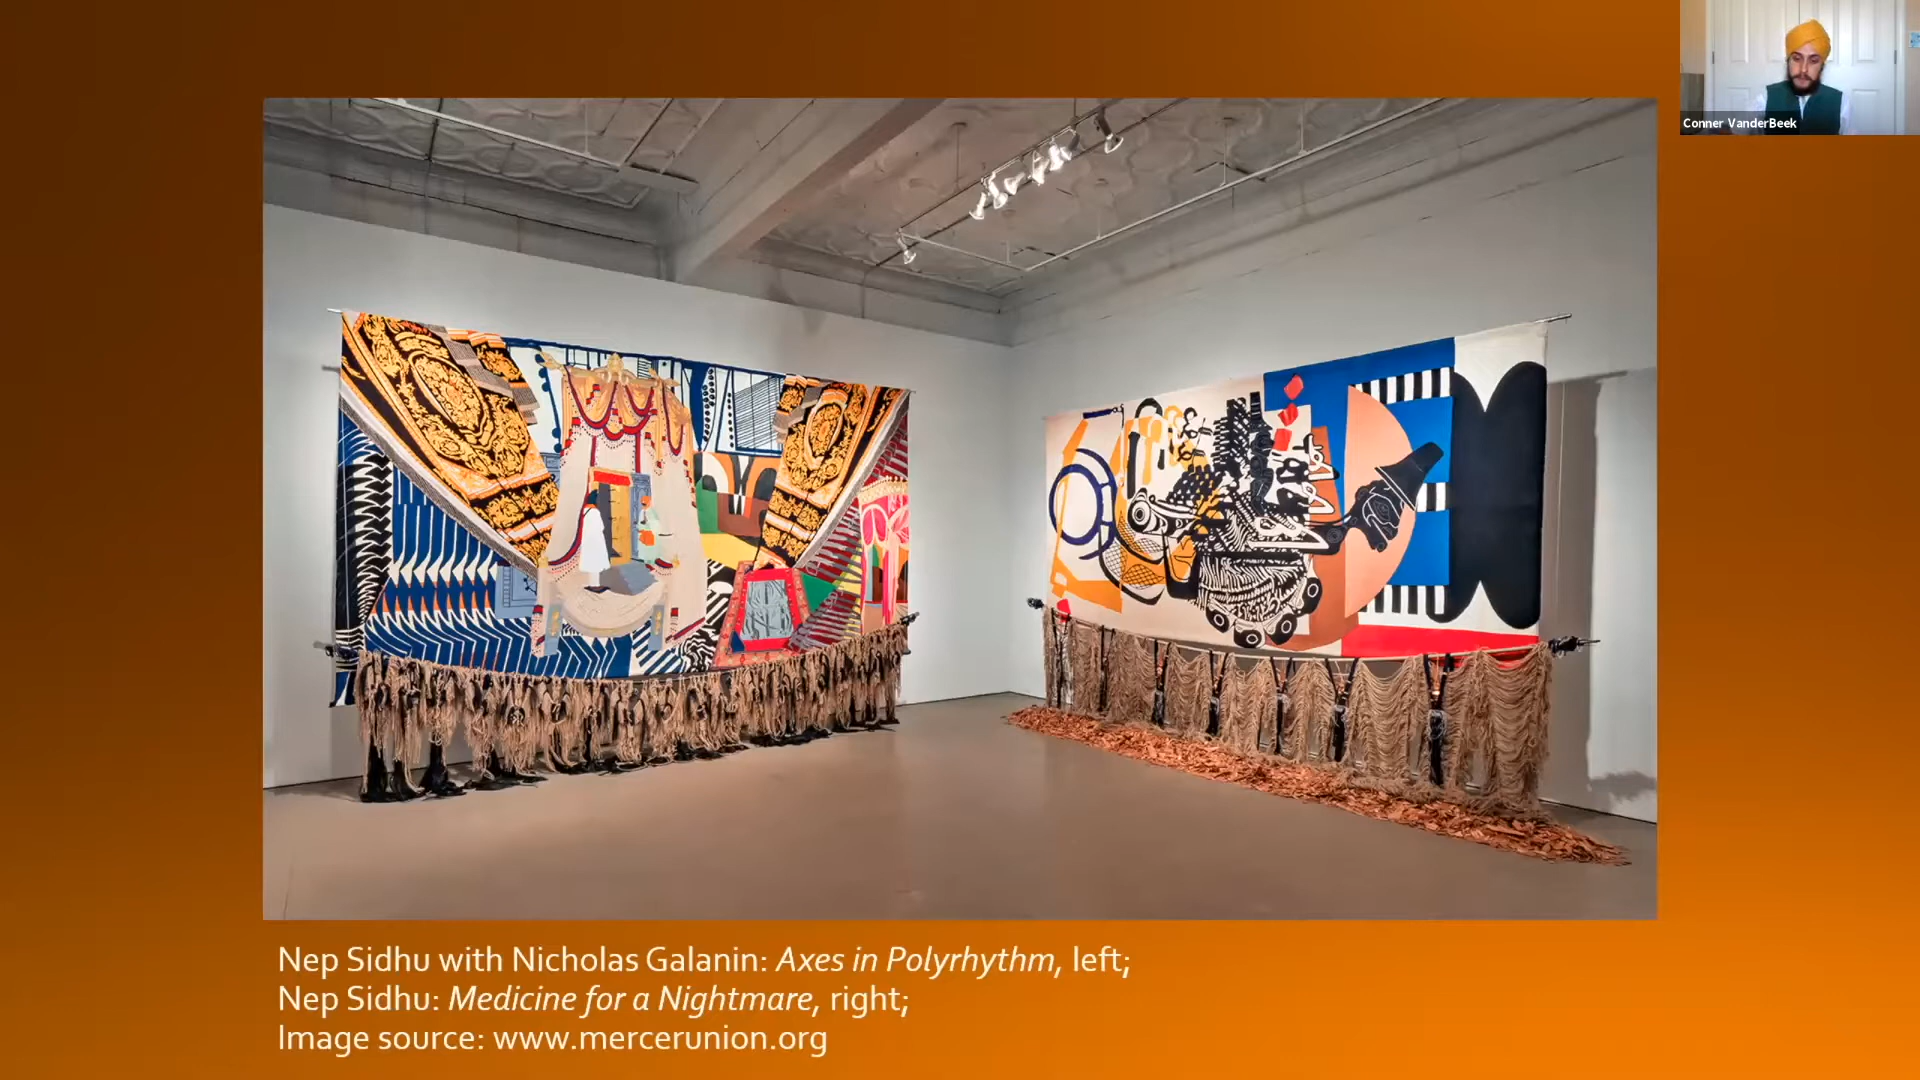 Conner VanderBeek
Nep Sidhu with Nicholas Galanin: Axes in Polyrhythm, left;
Nep Sidhu: Medicine for a Nightmare, right;
Image source: www.mercerunion.org